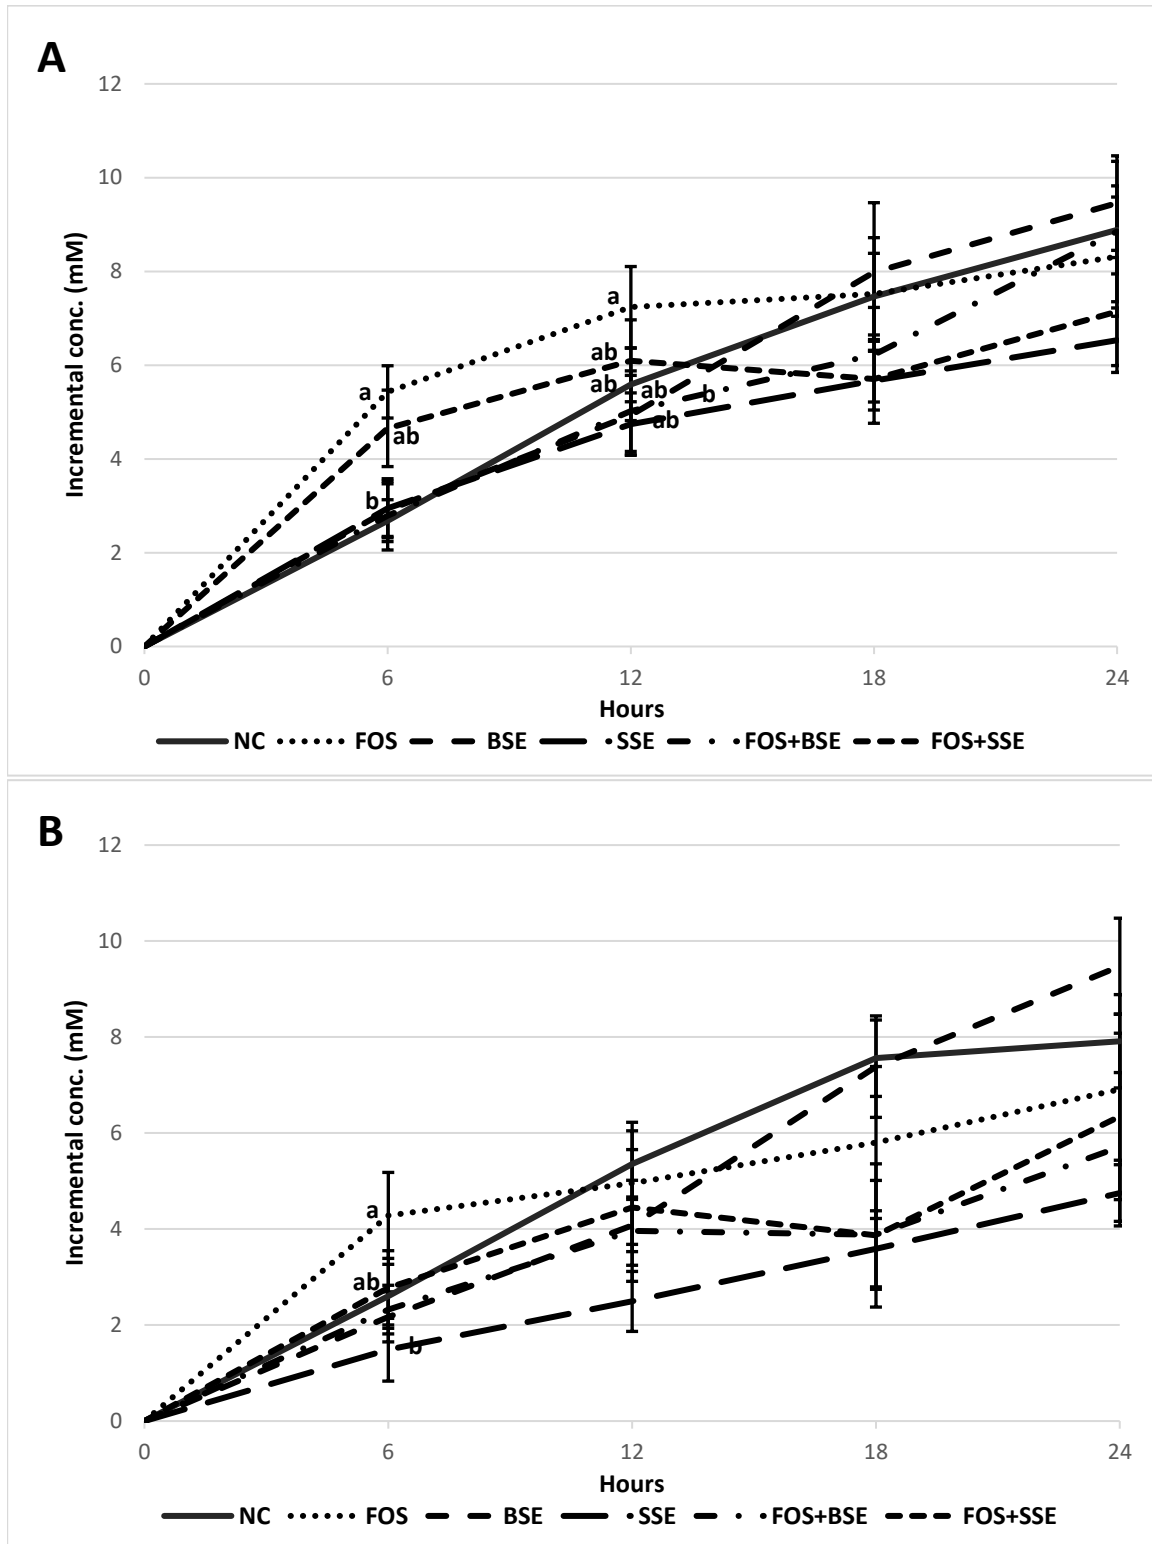 A
12
10
8
6
4
2
0
Incremental conc. (mM)
a
ab
b
a
ab
ab
ab
ab
b
0 6 12 18 24
Hours
NC FOS BSE SSE FOS+BSE FOS+SSE
B
12
10
8
6
4
2
0
Incremental conc. (mM)
a
ab
b
0 6 12 18 24
Hours
NC FOS BSE SSE FOS+BSE FOS+SSE